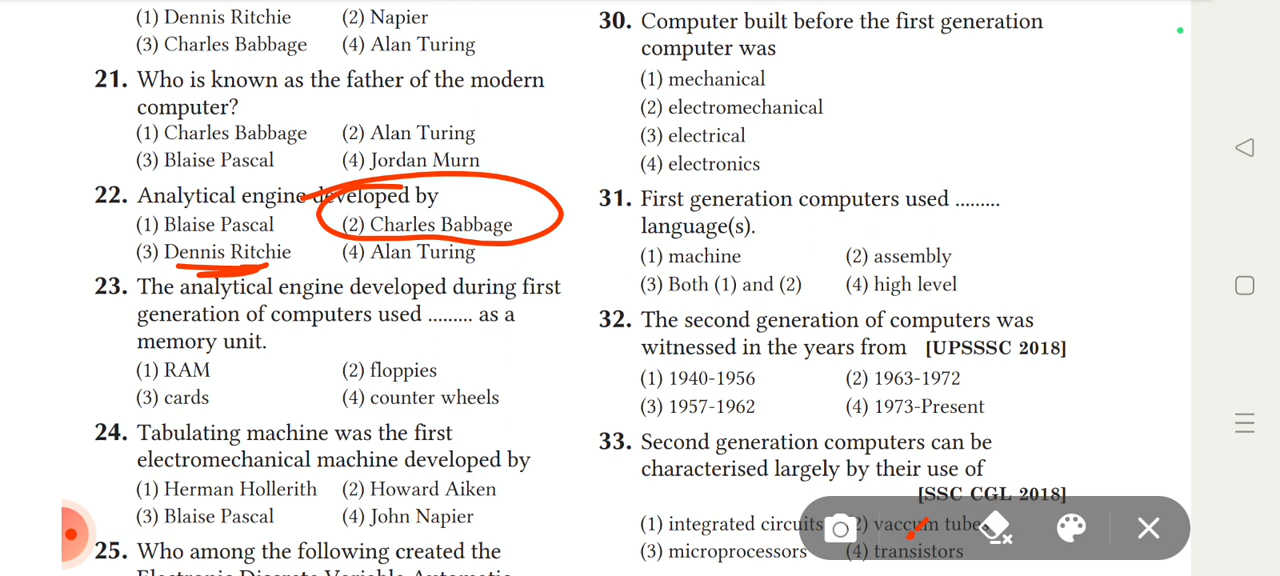 (1) Dennis Ritchie (2) Napier
(3) Charles Babbage (4) Alan Turing
21. Who is known as the father of the modern
computer?
(1) Charles Babbage (2) Alan Turing
(3) Blaise Pascal (4) Jordan Murn
22. Analytical engine developed by
(1) Blaise Pascal (2) Charles Babbage
(3) Dennis Ritchie (4) Alan Turing
23. The analytical engine developed during first
generation of computers used ......... as a
memory unit.
(1) RAM (2) floppies
(3) cards (4) counter wheels
24. Tabulating machine was the first
electromechanical machine developed by
(1) Herman Hollerith (2) Howard Aiken
(3) Blaise Pascal (4) John Napier
25. Who among the following created the
Electronic Discrete Variable Automatic
30. Computer built before the first generation
computer was
(1) mechanical
(2) electromechanical
(3) electrical
(4) electronics
31. First generation computers used .........
language(s).
(1) machine (2) assembly
(3) Both (1) and (2) (4) high level
32. The second generation of computers was
witnessed in the years from [UPSSSC 2018]
(1) 1940-1956 (2) 1963-1972
(3) 1957-1962 (4) 1973-Present
33. Second generation computers can be
characterised largely by their use of
[SSC CGL 2018]
(1) integrated circuits (2) vaccum tubes
(3) microprocessors (4) transistors